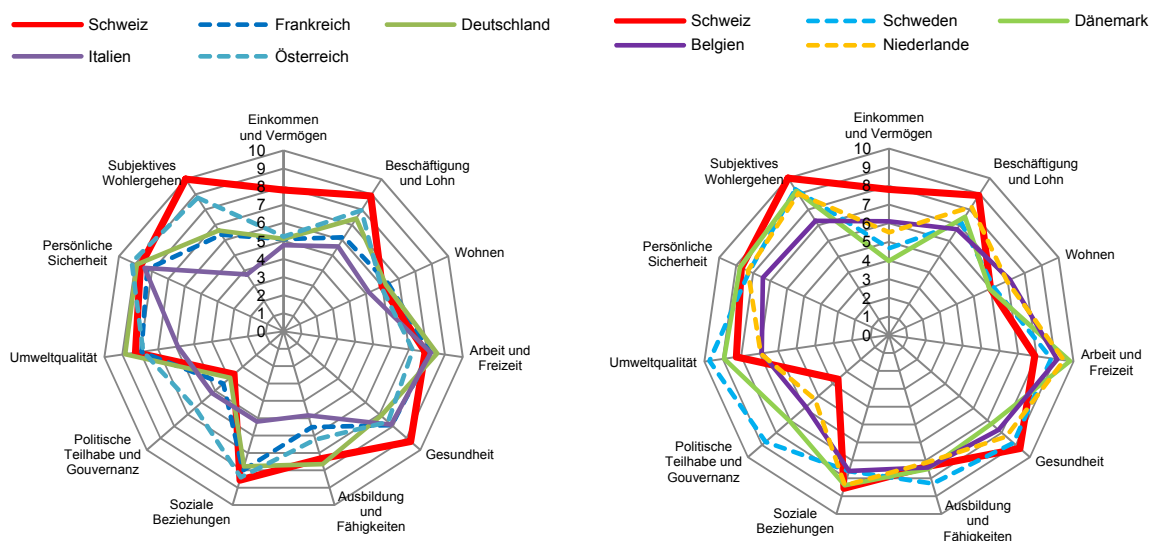 Schweiz Frankreich Deutschland
Italien Österreich
Einkommen
und Vermögen
Beschäftigung
und Lohn
Wohnen
Arbeit und
Freizeit
Gesundheit
Ausbildung
und
Fähigkeiten
Soziale
Beziehungen
Politische
Teilhabe und
Gouvernanz
Umweltqualität
Persönliche
Sicherheit
Subjektives
Wohlergehen
10
9
8
7
6
5
4
3
2
1
0
Schweiz Schweden Dänemark
Belgien Niederlande
Einkommen
und Vermögen
Beschäftigung
und Lohn
Wohnen
Arbeit und
Freizeit
Gesundheit
Ausbildung
und
Fähigkeiten
Soziale
Beziehungen
Politische
Teilhabe und
Gouvernanz
Umweltqualität
Persönliche
Sicherheit
Subjektives
Wohlergehen
10
9
8
7
6
5
4
3
2
1
0